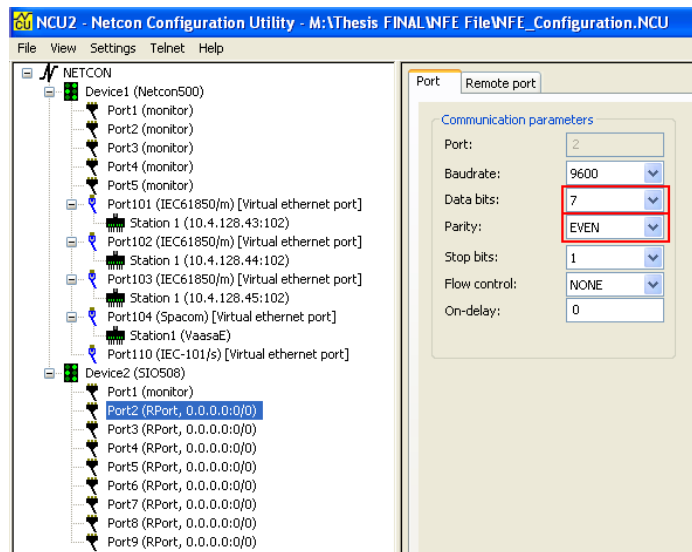 NCU2 - Netcon Configuration Utility - M:\Thesis FINAL\NFE File\NFE_Configuration.NCU
File View Settings Telnet Help
NETCON
Device1 (Netcon500)
Port1 (monitor)
Port2 (monitor)
Port3 (monitor)
Port4 (monitor)
Port5 (monitor)
Port101 (IEC61850/m) [Virtual ethernet port]
Station 1 (10.4.128.43:102)
Port102 (IEC61850/m) [Virtual ethernet port]
Station 1 (10.4.128.44:102)
Port103 (IEC61850/m) [Virtual ethernet port]
Station 1 (10.4.128.45:102)
Port104 (Spacom) [Virtual ethernet port]
Station1 (VaasaE)
Port110 (IEC-101/s) [Virtual ethernet port]
Device2 (SIO508)
Port1 (monitor)
Port2 (RPort, 0.0.0.0:0/0)
Port3 (RPort, 0.0.0.0:0/0)
Port4 (RPort, 0.0.0.0:0/0)
Port5 (RPort, 0.0.0.0:0/0)
Port6 (RPort, 0.0.0.0:0/0)
Port7 (RPort, 0.0.0.0:0/0)
Port8 (RPort, 0.0.0.0:0/0)
Port9 (RPort, 0.0.0.0:0/0)
Port Remote port
Communication parameters
Port: 2
Baudrate: 9600
Data bits: 7
Parity: EVEN
Stop bits: 1
Flow control: NONE
On-delay: 0